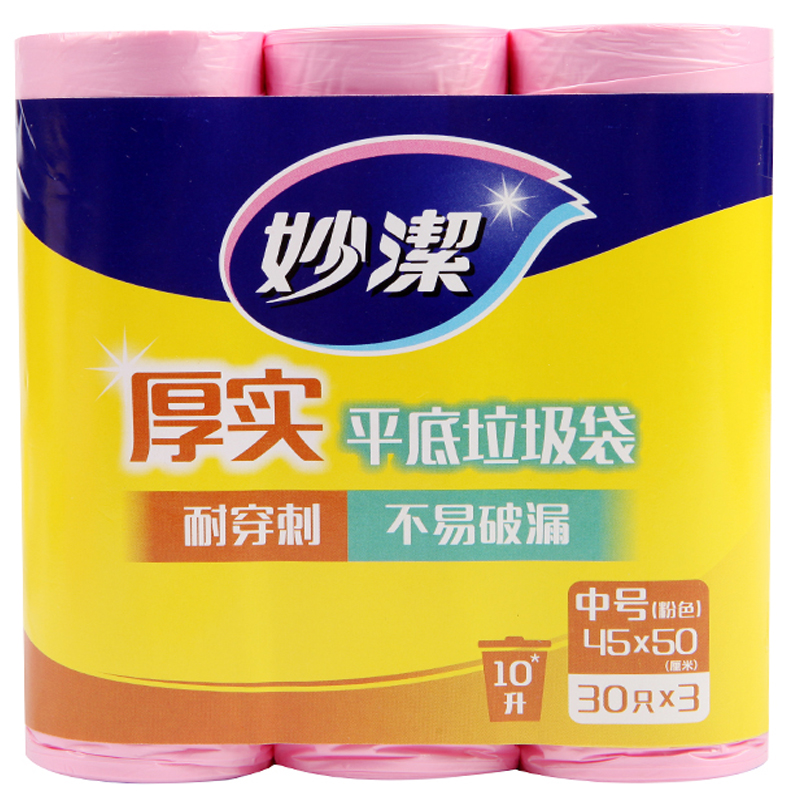 妙潔
厚实 平底垃圾袋
耐穿刺 不易破漏
中号(粉色)
45x50
(厘米)
10*
升
30只x3